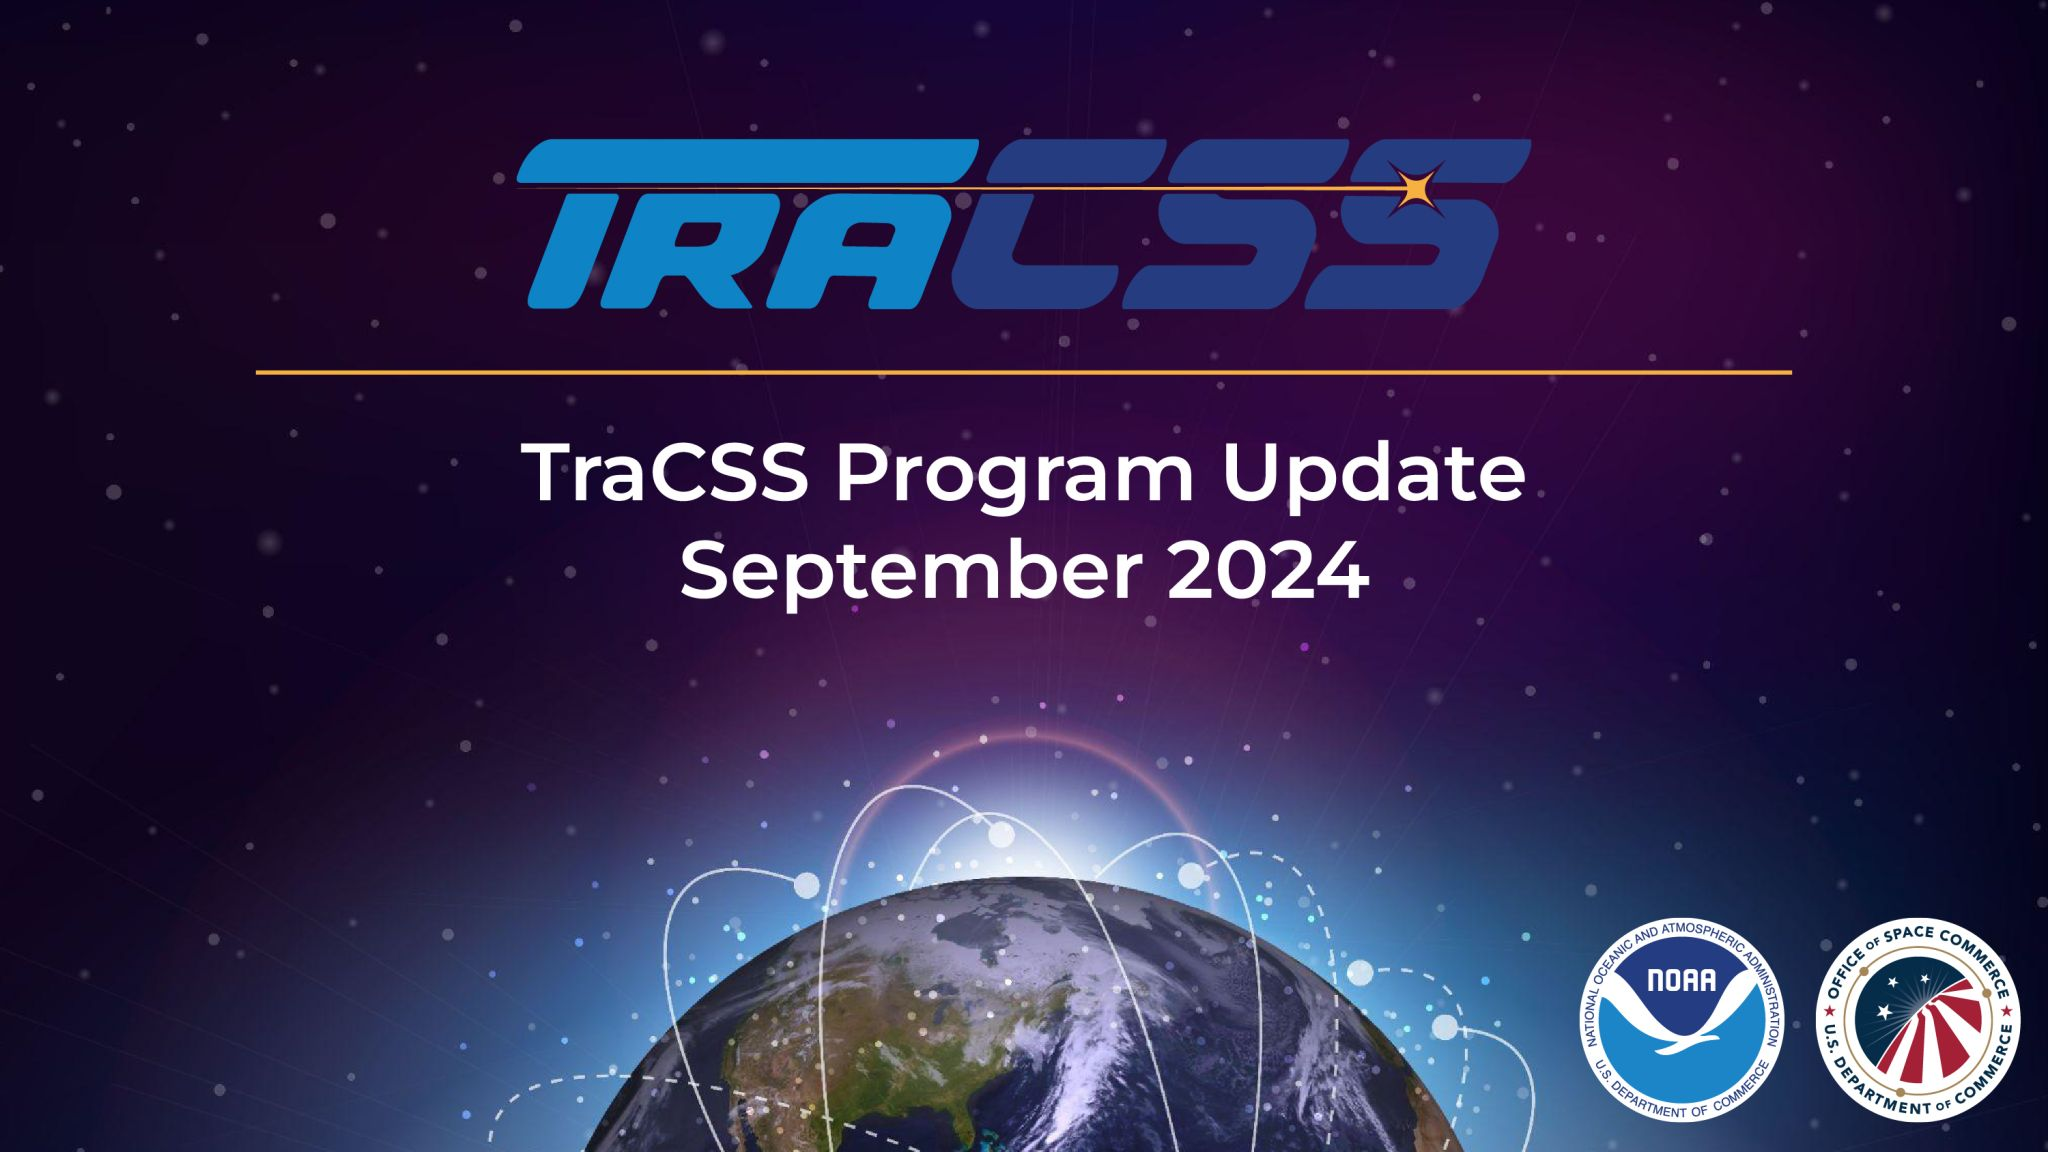 TRACSS
TraCSS Program Update
September 2024
NATIONAL OCEANIC AND ATMOSPHERIC ADMINISTRATION
NOAA
U.S. DEPARTMENT OF COMMERCE
OFFICE OF SPACE COMMERCE
U.S. DEPARTMENT OF COMMERCE